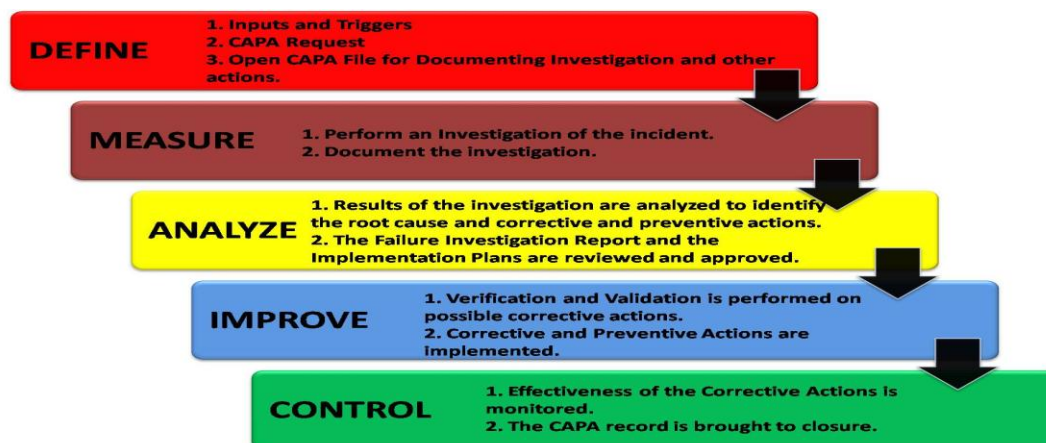 DEFINE
1. Inputs and Triggers
2. CAPA Request
3. Open CAPA File for Documenting Investigation and other
actions.
MEASURE
1. Perform an Investigation of the incident.
2. Document the investigation.
ANALYZE
1. Results of the investigation are analyzed to identify
the root cause and corrective and preventive actions.
2. The Failure Investigation Report and the
Implementation Plans are reviewed and approved.
IMPROVE
1. Verification and Validation is performed on
possible corrective actions.
2. Corrective and Preventive Actions are
implemented.
CONTROL
1. Effectiveness of the Corrective Actions is
monitored.
2. The CAPA record is brought to closure.